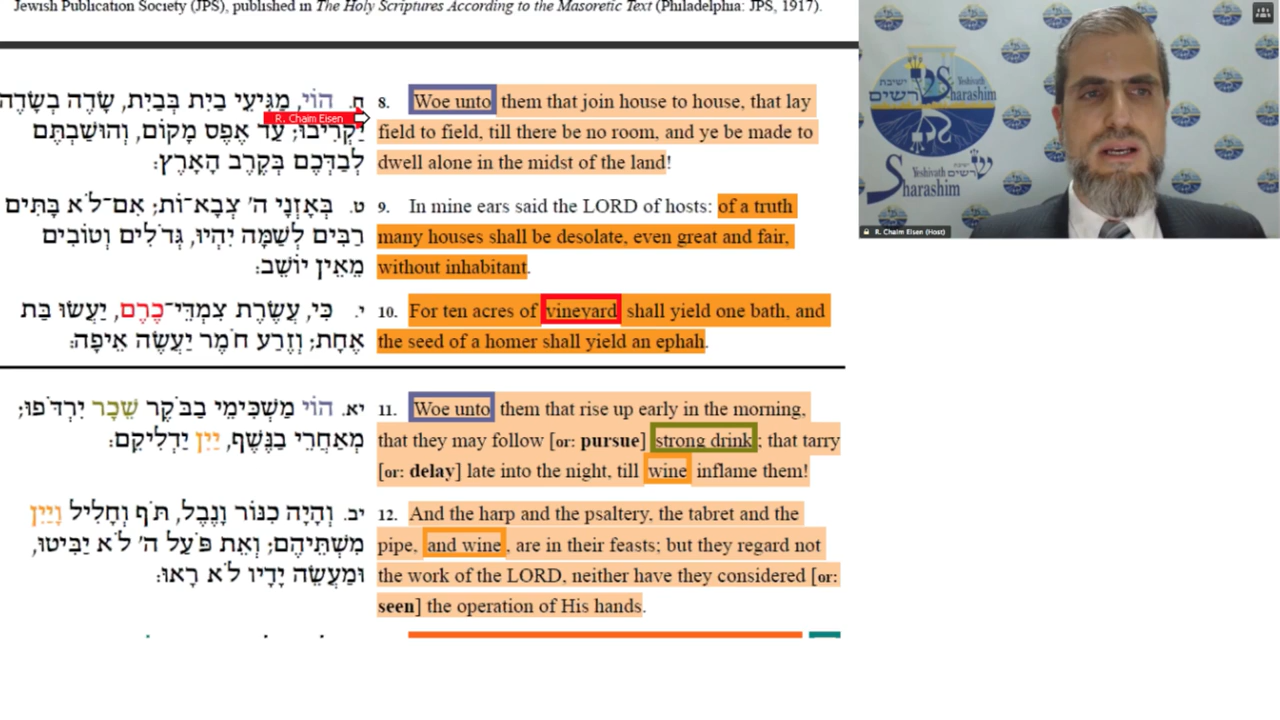 Jewish Publication Society (JPS), published in The Holy Scriptures According to the Masoretic Text (Philadelphia: JPS, 1917).
ח. הוֹי, מַגִּיעֵי בַיִת בְּבַיִת, שָׂדֶה בְשָׂדֶה
יַקְרִיבוּ; עַד אֶפֶס מָקוֹם, וְהוּשַׁבְתֶּם
לְבַדְּכֶם בְּקֶרֶב הָאָרֶץ:
8. Woe unto them that join house to house, that lay
field to field, till there be no room, and ye be made to
dwell alone in the midst of the land!
R. Chaim Eisen
ט. בְּאָזְנָי ה' צְבָא־וֹת; אִם־לֹא בָּתִּים
רַבִּים לְשַׁמָּה יִהְיוּ, גְּדֹלִים וְטוֹבִים
מֵאֵין יוֹשֵׁב:
9. In mine ears said the LORD of hosts: of a truth
many houses shall be desolate, even great and fair,
without inhabitant.
י. כִּי, עֲשֶׂרֶת צִמְדֵּי־כֶרֶם, יַעֲשׂוּ בַּת
אֶחָת; וְזֶרַע חֹמֶר יַעֲשֶׂה אֵיפָה:
10. For ten acres of vineyard shall yield one bath, and
the seed of a homer shall yield an ephah.
יא. הוֹי מַשְׁכִּימֵי בַבֹּקֶר שֵׁכָר יִרְדֹּפוּ;
מְאַחֲרֵי בַנֶּשֶׁף, יַיִן יַדְלִיקֵם:
11. Woe unto them that rise up early in the morning,
that they may follow [or: pursue] strong drink; that tarry
[or: delay] late into the night, till wine inflame them!
יב. וְהָיָה כִנּוֹר וָנֶבֶל, תֹּף וְחָלִיל וָיַיִן
מִשְׁתֵּיהֶם; וְאֵת פֹּעַל ה' לֹא יַבִּיטוּ,
וּמַעֲשֵׂה יָדָיו לֹא רָאוּ:
12. And the harp and the psaltery, the tabret and the
pipe, and wine, are in their feasts; but they regard not
the work of the LORD, neither have they considered [or:
seen] the operation of His hands.
ישיבת
שרשים
Yeshivath
Sharashim
ישיבת
שרשים
Yeshivath
Sharashim
R. Chaim Eisen (Host)